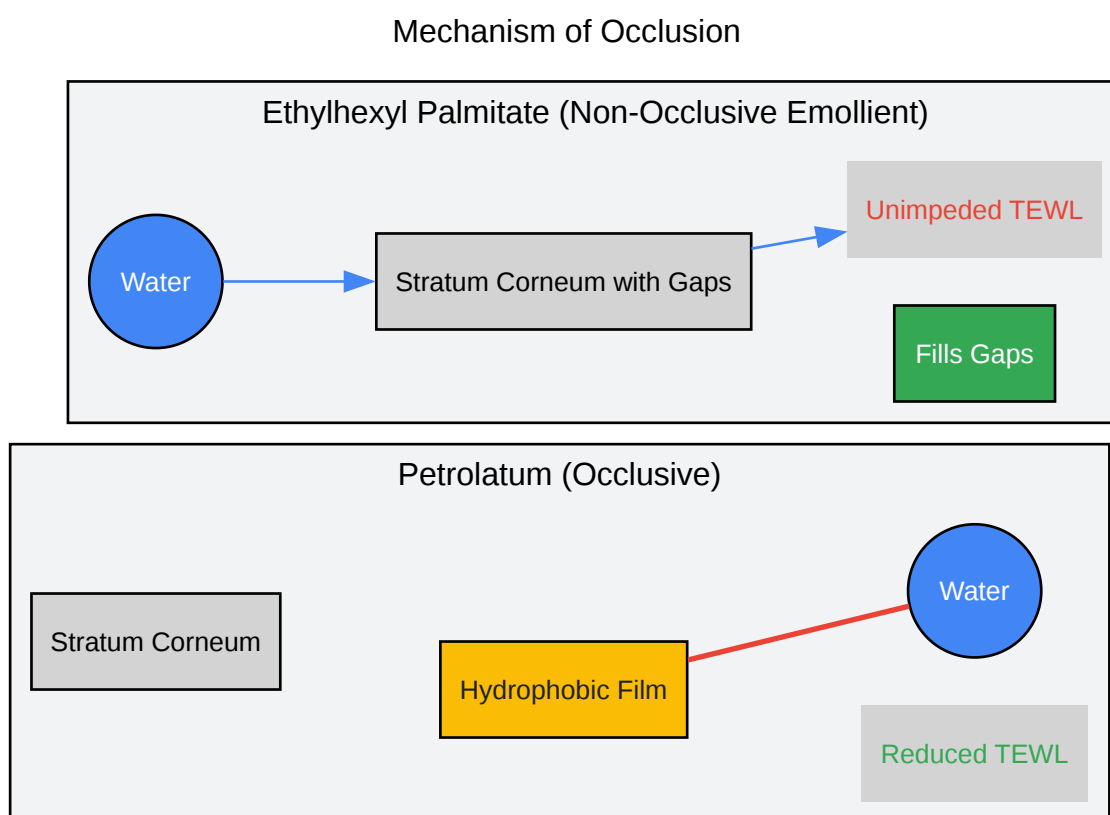 Mechanism of Occlusion
Ethylhexyl Palmitate (Non-Occlusive Emollient)
Unimpeded TEWL
Water
Stratum Corneum with Gaps
Fills Gaps
Petrolatum (Occlusive)
Water
Stratum Corneum
Hydrophobic Film
Reduced TEWL